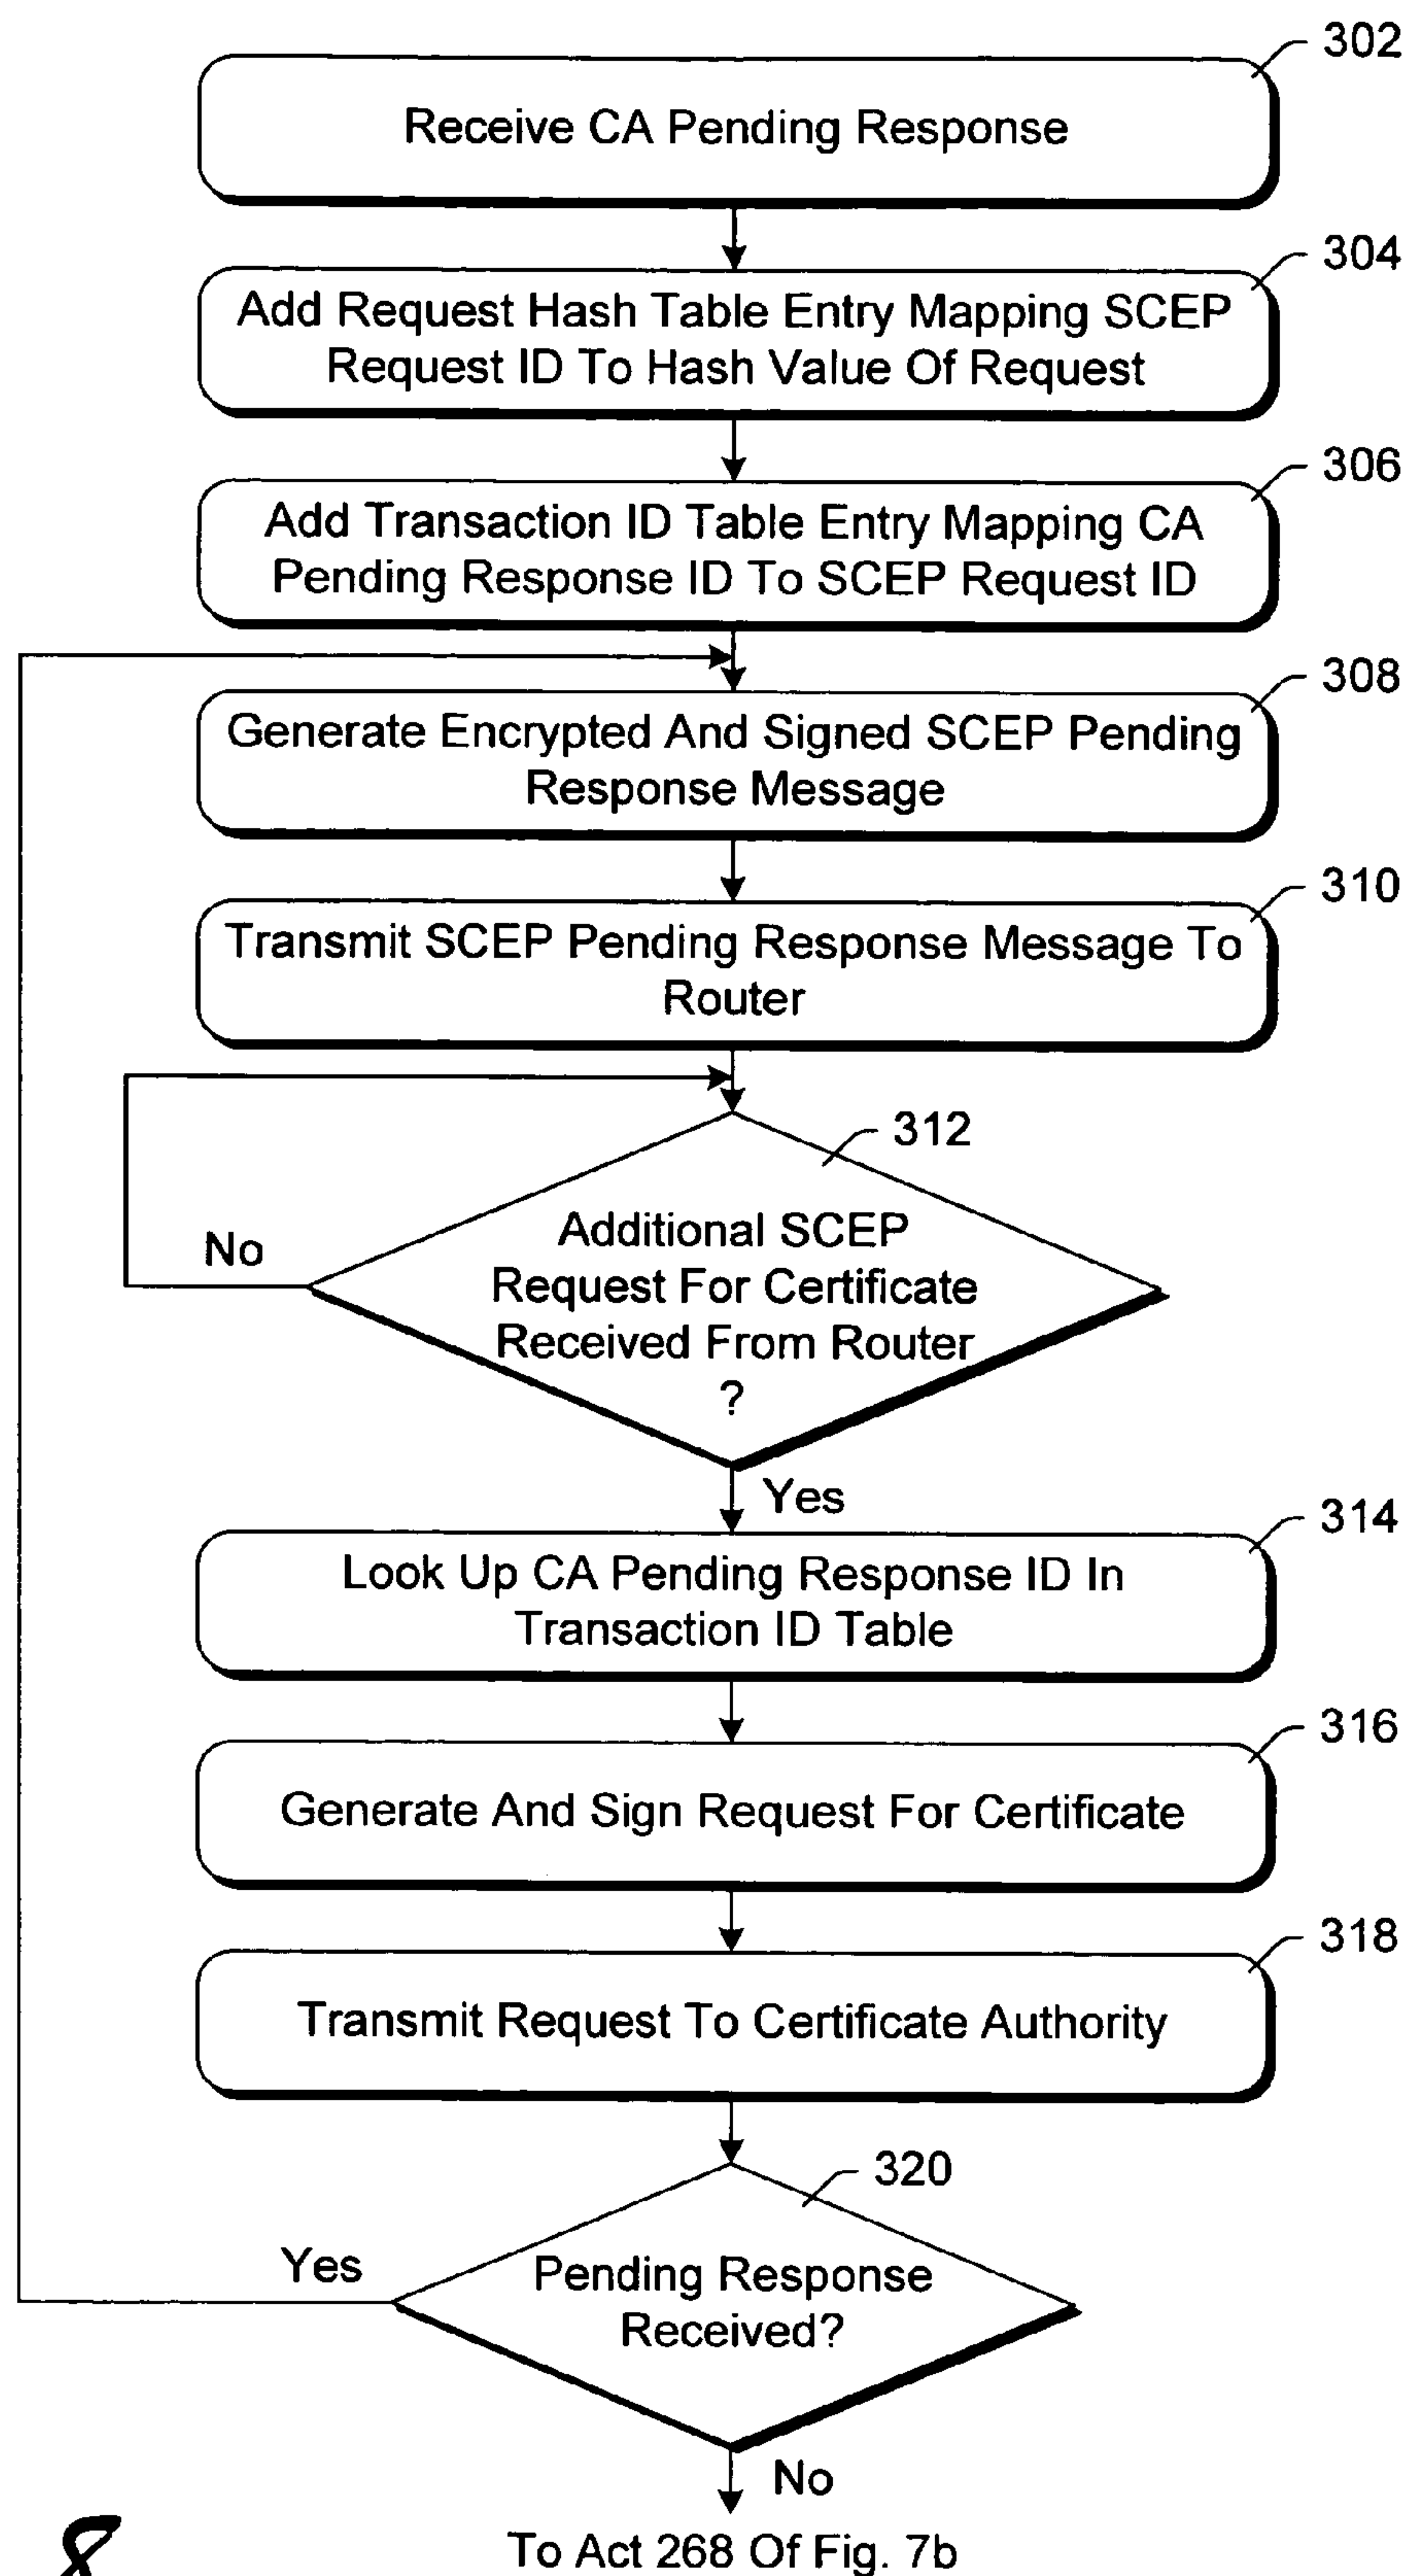 302
Receive CA Pending Response
304
Add Request Hash Table Entry Mapping SCEP
Request ID To Hash Value Of Request
306
Add Transaction ID Table Entry Mapping CA
Pending Response ID To SCEP Request ID
308
Generate Encrypted And Signed SCEP Pending
Response Message
310
Transmit SCEP Pending Response Message To
Router
312
Additional SCEP
Request For Certificate
Received From Router
?
No
Yes
314
Look Up CA Pending Response ID In
Transaction ID Table
316
Generate And Sign Request For Certificate
318
Transmit Request To Certificate Authority
320
Pending Response
Received?
Yes
No
To Act 268 Of Fig. 7b
8